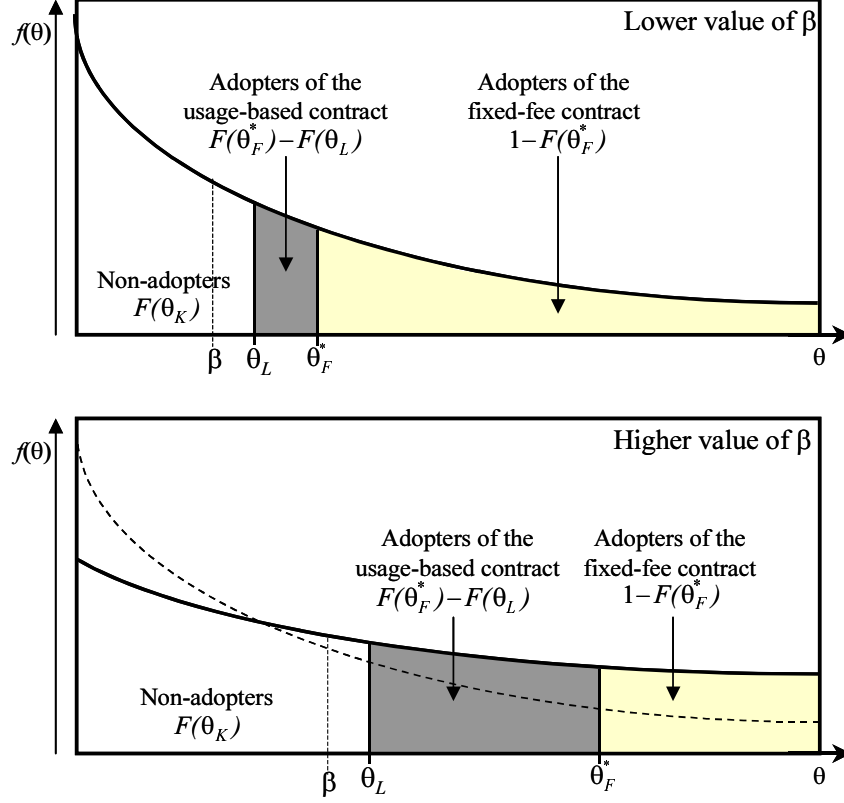 f(θ)
Lower value of β
Adopters of the
usage-based contract
F(θ*F)–F(θL)
Adopters of the
fixed-fee contract
1–F(θ*F)
Non-adopters
F(θK)
β θL θ*F θ
f(θ)
Higher value of β
Adopters of the
usage-based contract
F(θ*F)–F(θL)
Adopters of the
fixed-fee contract
1–F(θ*F)
Non-adopters
F(θK)
β θL θ*F θ